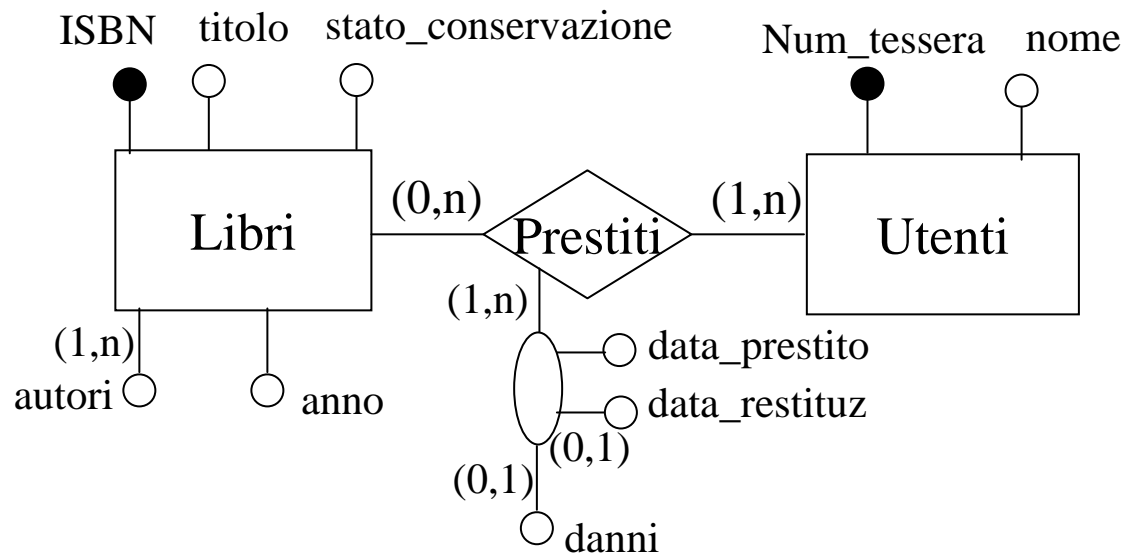 ISBN titolo stato_conservazione
Num_tessera nome
(0,n) (1,n)
Libri Prestiti Utenti
(1,n)
(1,n)
data_prestito
autori anno
data_restituz
(0,1)
(0,1)
danni